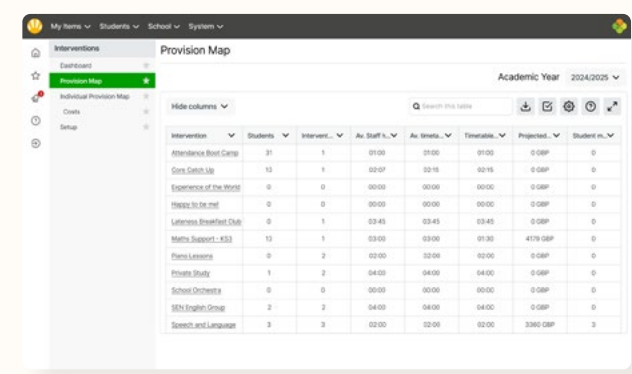 My Items Students School System
Interventions
Dashboard
Provision Map
Individual Provision Map
Costs
Setup
Provision Map
Academic Year 2024/2025
Hide columns
Search this table
Intervention Students Intervent... Av. Staff h... Av. timeta... Timetable... Projected... Student m...
Attendance Boot Camp 31 1 01:00 01:00 01:00 0 GBP 0
Core Catch Up 13 1 02:07 02:15 02:15 0 GBP 0
Experience of the World 0 0 00:00 00:00 00:00 0 GBP 0
Happy to be me! 0 0 00:00 00:00 00:00 0 GBP 0
Lateness Breakfast Club 0 1 03:45 03:45 03:45 0 GBP 0
Maths Support - KS3 13 1 03:00 03:00 01:30 4179 GBP 0
Piano Lessons 0 2 02:00 02:00 02:00 0 GBP 0
Private Study 1 2 04:00 04:00 04:00 0 GBP 0
School Orchestra 0 0 00:00 00:00 00:00 0 GBP 0
SEN English Group 2 2 04:00 04:00 04:00 0 GBP 0
Speech and Language 3 3 02:00 02:00 02:00 3360 GBP 3